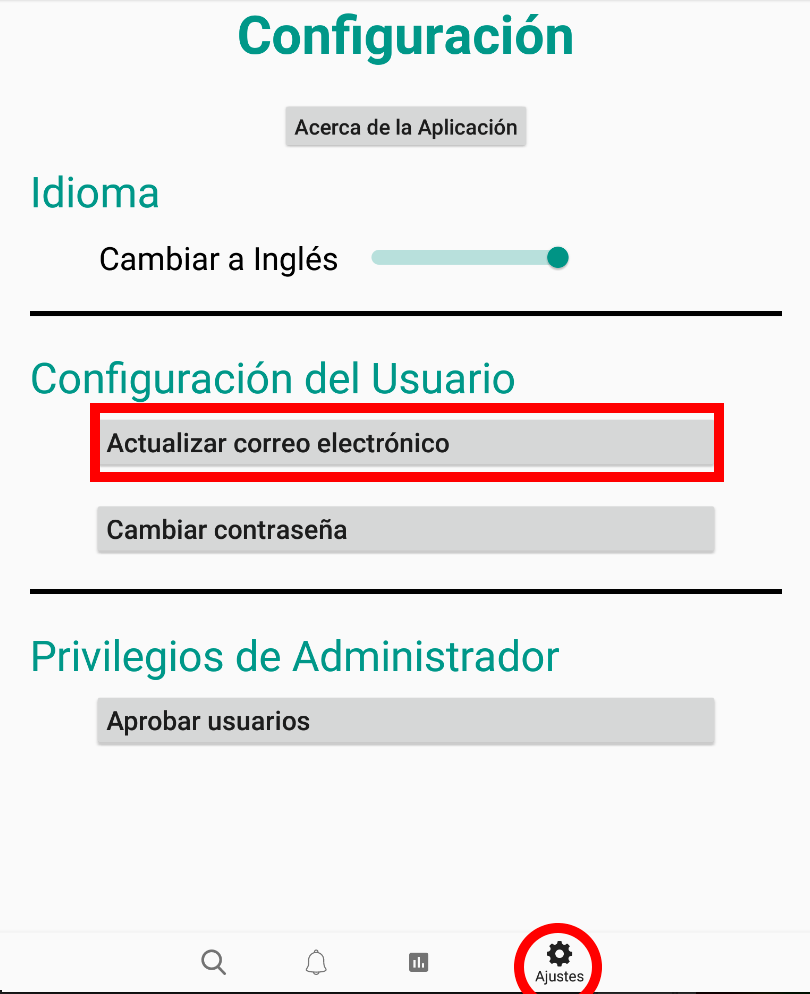 Configuración
Acerca de la Aplicación
Idioma
Cambiar a Inglés
Configuración del Usuario
Actualizar correo electrónico
Cambiar contraseña
Privilegios de Administrador
Aprobar usuarios
Ajustes